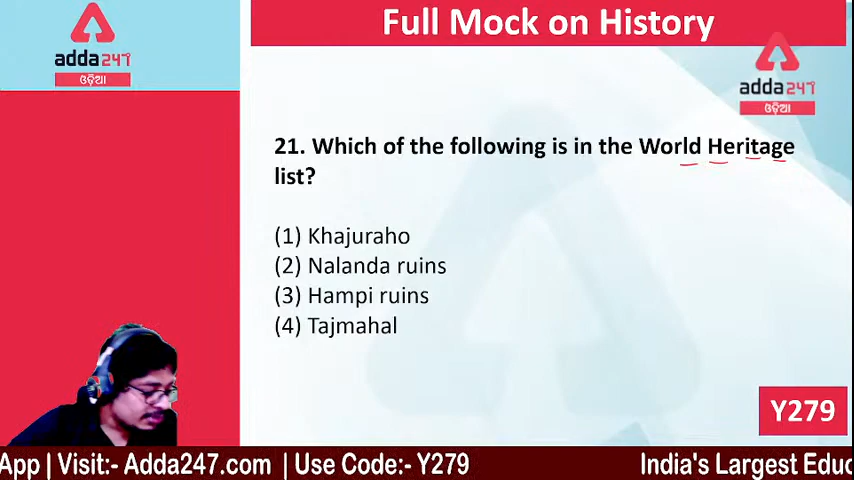 Full Mock on History
adda247
ଓଡ଼ିଆ
adda247
ଓଡ଼ିଆ
21. Which of the following is in the World Heritage
list?
(1) Khajuraho
(2) Nalanda ruins
(3) Hampi ruins
(4) Tajmahal
Y279
App | Visit:- Adda247.com | Use Code:- Y279
India's Largest Educ